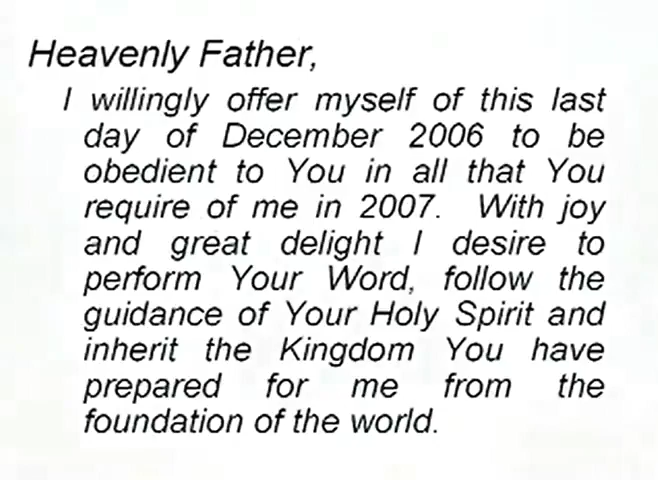 Heavenly Father,
I willingly offer myself of this last
day of December 2006 to be
obedient to You in all that You
require of me in 2007. With joy
and great delight I desire to
perform Your Word, follow the
guidance of Your Holy Spirit and
inherit the Kingdom You have
prepared for me from the
foundation of the world.